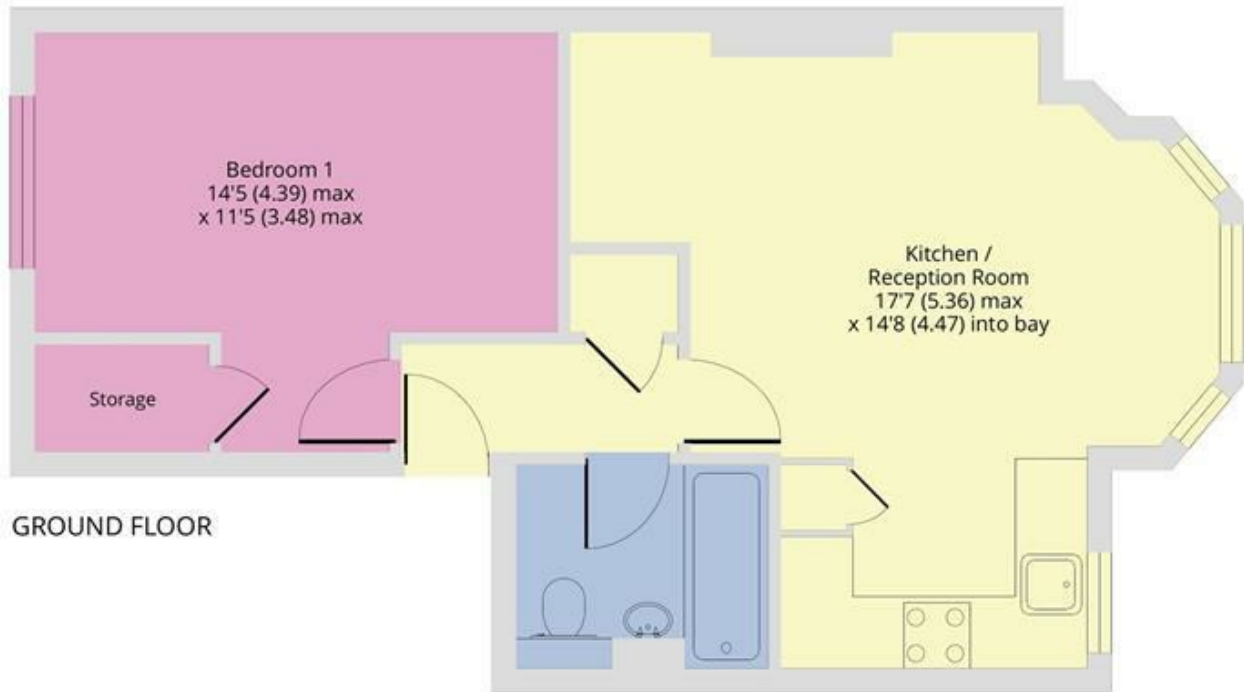 Bedroom 1
14'5 (4.39) max
x 11'5 (3.48) max
Kitchen /
Reception Room
17'7 (5.36) max
x 14'8 (4.47) into bay
Storage
GROUND FLOOR